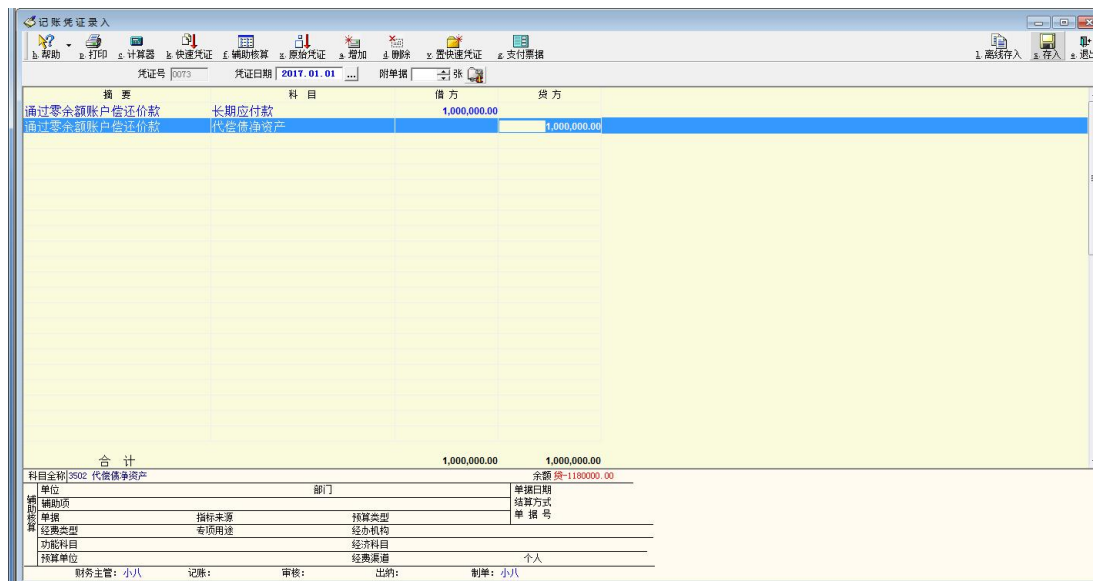 记账凭证录入
h.帮助 p.打印 c.计算器 k.快速凭证 f.辅助核算 z.原始凭证 a.增加 d.删除 v.置快速凭证 g.支付票据 l.离线存入 s.存入 e.退出
凭证号 0073 凭证日期 2017.01.01 ... 附单据 张
摘 要 科 目 借 方 贷 方
通过零余额账户偿还价款 长期应付款 1,000,000.00
通过零余额账户偿还价款 代偿债净资产 1,000,000.00
合 计 1,000,000.00 1,000,000.00
科目全称 3502 代偿债净资产 余额 贷-1180000.00
辅助核算
单位 部门 单据日期
辅助项 结算方式
单据 指标来源 预算类型 单 据 号
经费类型 专项用途 经办机构
功能科目 经济科目
预算单位 经费渠道 个人
财务主管: 小八 记账: 审核: 出纳: 制单: 小八